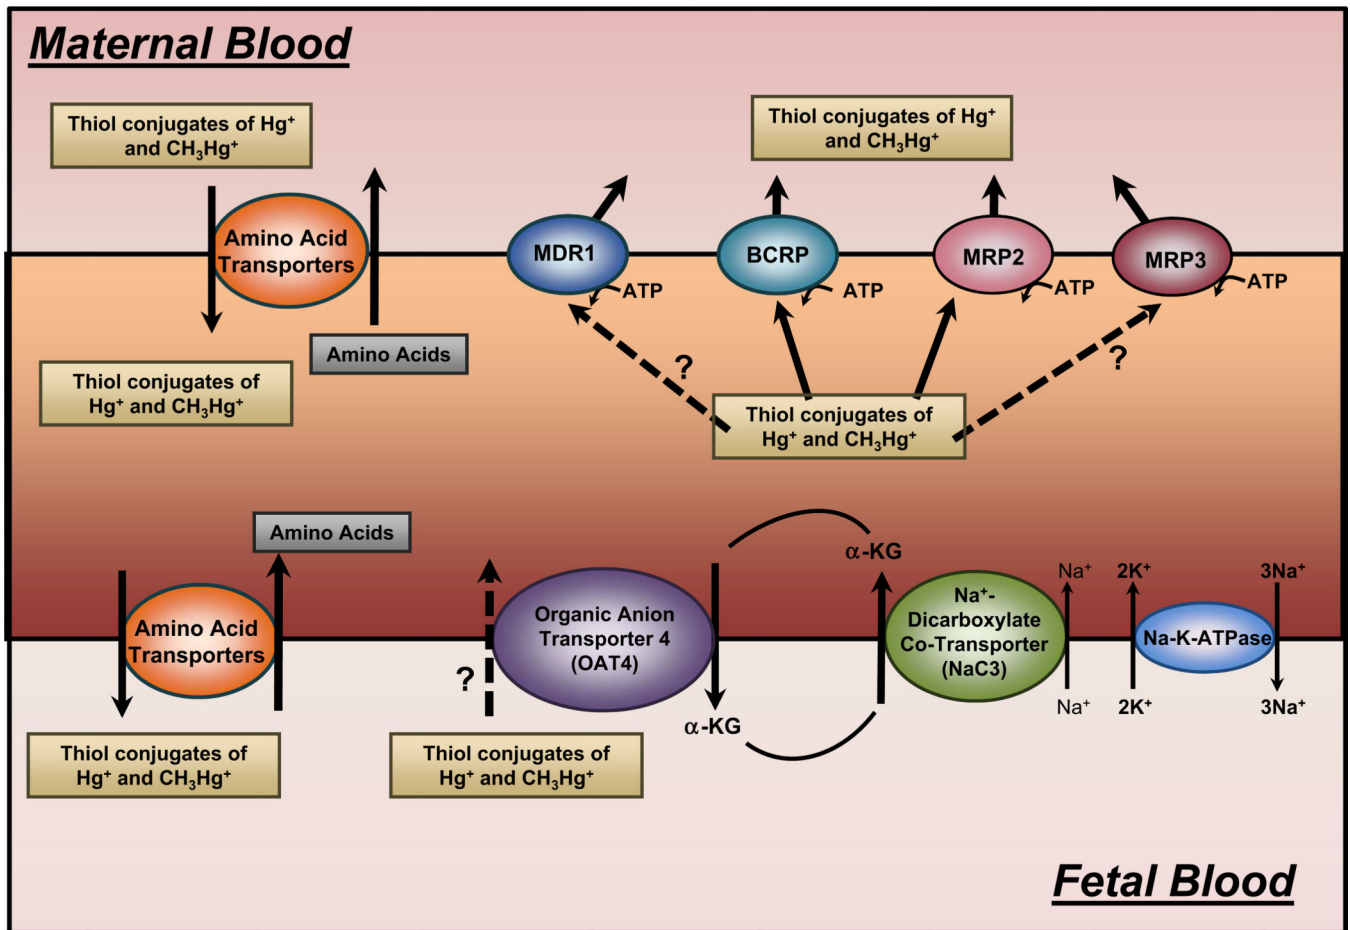 Maternal Blood
Thiol conjugates of Hg⁺
and CH₃Hg⁺
Thiol conjugates of Hg⁺
and CH₃Hg⁺
Amino Acid
Transporters
MDR1
BCRP
MRP2
MRP3
ATP
ATP
ATP
ATP
Amino Acids
Thiol conjugates of
Hg⁺ and CH₃Hg⁺
?
?
Thiol conjugates of
Hg⁺ and CH₃Hg⁺
Amino Acids
α-KG
Na⁺
2K⁺
3Na⁺
Amino Acid
Transporters
?
Organic Anion
Transporter 4
(OAT4)
Na⁺-
Dicarboxylate
Co-Transporter
(NaC3)
Na-K-ATPase
α-KG
Na⁺
2K⁺
3Na⁺
Thiol conjugates of
Hg⁺ and CH₃Hg⁺
Thiol conjugates of
Hg⁺ and CH₃Hg⁺
Fetal Blood